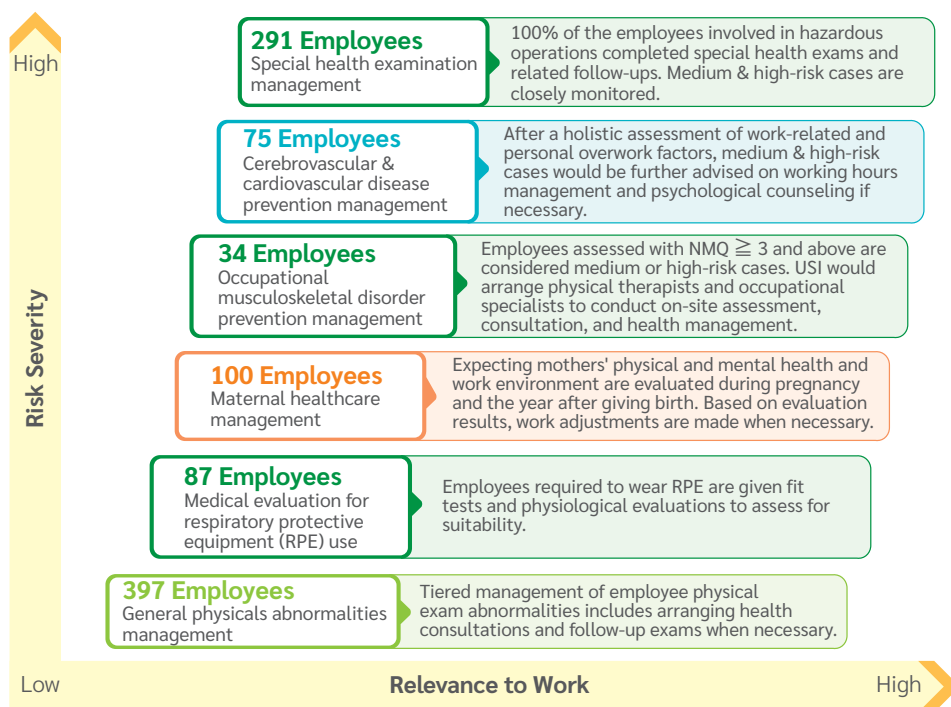 High
291 Employees
Special health examination
management
100% of the employees involved in hazardous
operations completed special health exams and
related follow-ups. Medium & high-risk cases are
closely monitored.
75 Employees
Cerebrovascular &
cardiovascular disease
prevention management
After a holistic assessment of work-related and
personal overwork factors, medium & high-risk
cases would be further advised on working hours
management and psychological counseling if
necessary.
34 Employees
Occupational
musculoskeletal disorder
prevention management
Employees assessed with NMQ ≧ 3 and above are
considered medium or high-risk cases. USI would
arrange physical therapists and occupational
specialists to conduct on-site assessment,
consultation, and health management.
Risk Severity
100 Employees
Maternal healthcare
management
Expecting mothers' physical and mental health and
work environment are evaluated during pregnancy
and the year after giving birth. Based on evaluation
results, work adjustments are made when necessary.
87 Employees
Medical evaluation for
respiratory protective
equipment (RPE) use
Employees required to wear RPE are given fit
tests and physiological evaluations to assess for
suitability.
397 Employees
General physicals abnormalities
management
Tiered management of employee physical
exam abnormalities includes arranging health
consultations and follow-up exams when necessary.
Low
Relevance to Work
High